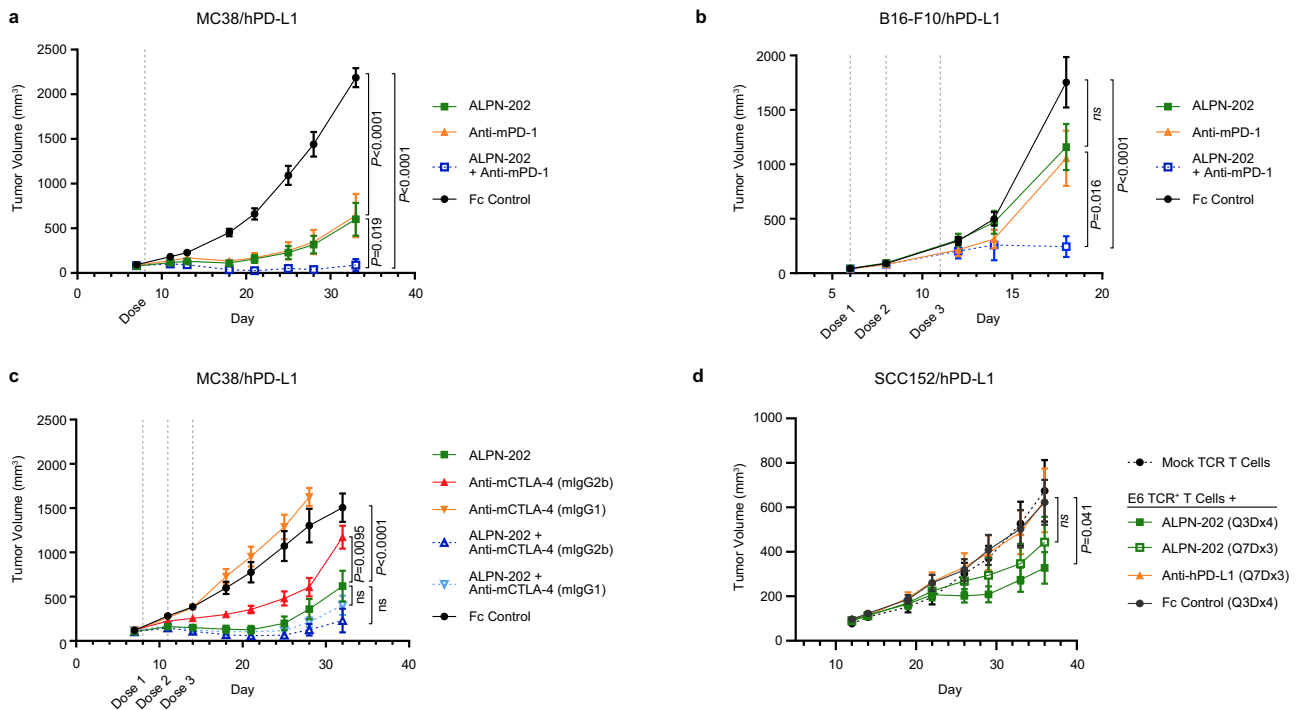 a
MC38/hPD-L1
2500
2000
1500
1000
500
0
Tumor Volume (mm³)
0
10
20
30
40
Dose
Day
P<0.0001
P=0.019
P<0.0001
ALPN-202
Anti-mPD-1
ALPN-202
+ Anti-mPD-1
Fc Control
b
B16-F10/hPD-L1
2000
1500
1000
500
0
Tumor Volume (mm³)
5
10
15
20
Dose 1
Dose 2
Dose 3
Day
ns
P=0.016
P<0.0001
ALPN-202
Anti-mPD-1
ALPN-202
+ Anti-mPD-1
Fc Control
c
MC38/hPD-L1
2500
2000
1500
1000
500
0
Tumor Volume (mm³)
0
10
20
30
40
Dose 1
Dose 2
Dose 3
Day
P=0.0095
ns
P<0.0001
ns
ALPN-202
Anti-mCTLA-4 (mIgG2b)
Anti-mCTLA-4 (mIgG1)
ALPN-202 +
Anti-mCTLA-4 (mIgG2b)
ALPN-202 +
Anti-mCTLA-4 (mIgG1)
Fc Control
d
SCC152/hPD-L1
1000
800
600
400
200
0
Tumor Volume (mm³)
10
20
30
40
Day
ns
P=0.041
Mock TCR T Cells
E6 TCR⁺ T Cells +
ALPN-202 (Q3Dx4)
ALPN-202 (Q7Dx3)
Anti-hPD-L1 (Q7Dx3)
Fc Control (Q3Dx4)